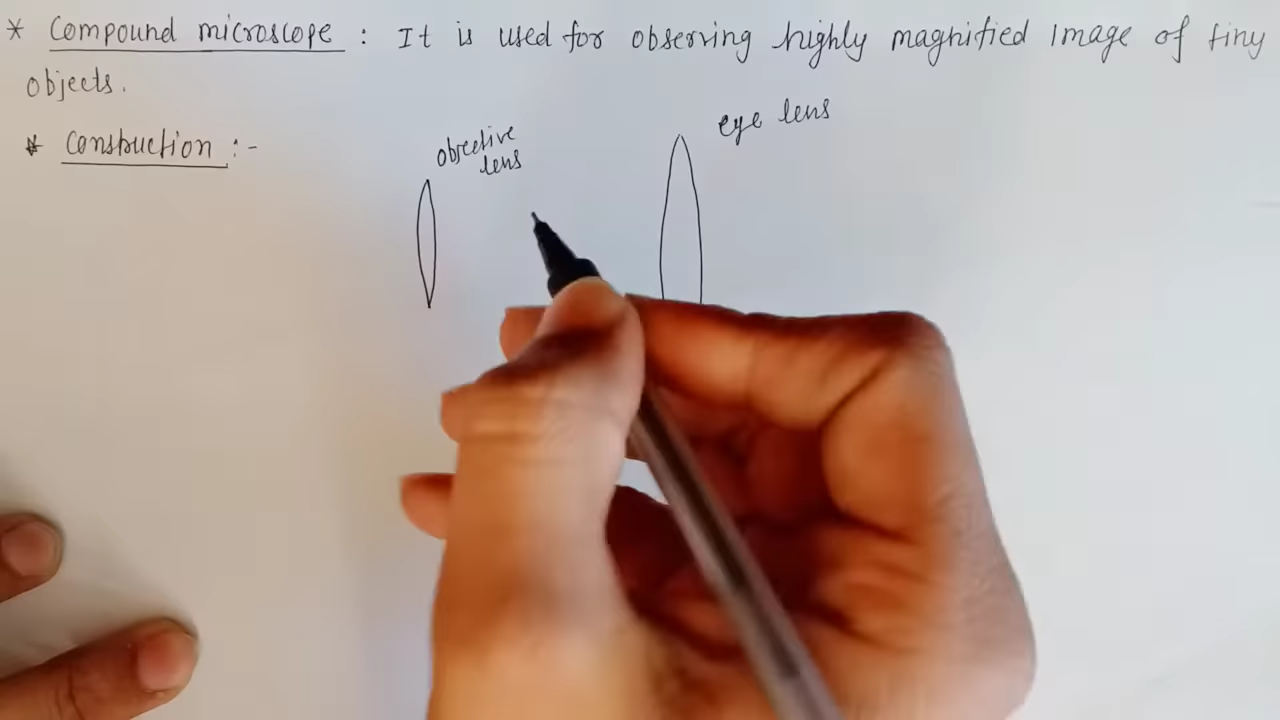 * Compound microscope : It is used for observing highly magnified Image of tiny
objects.
* Construction :-
objective
lens
eye lens